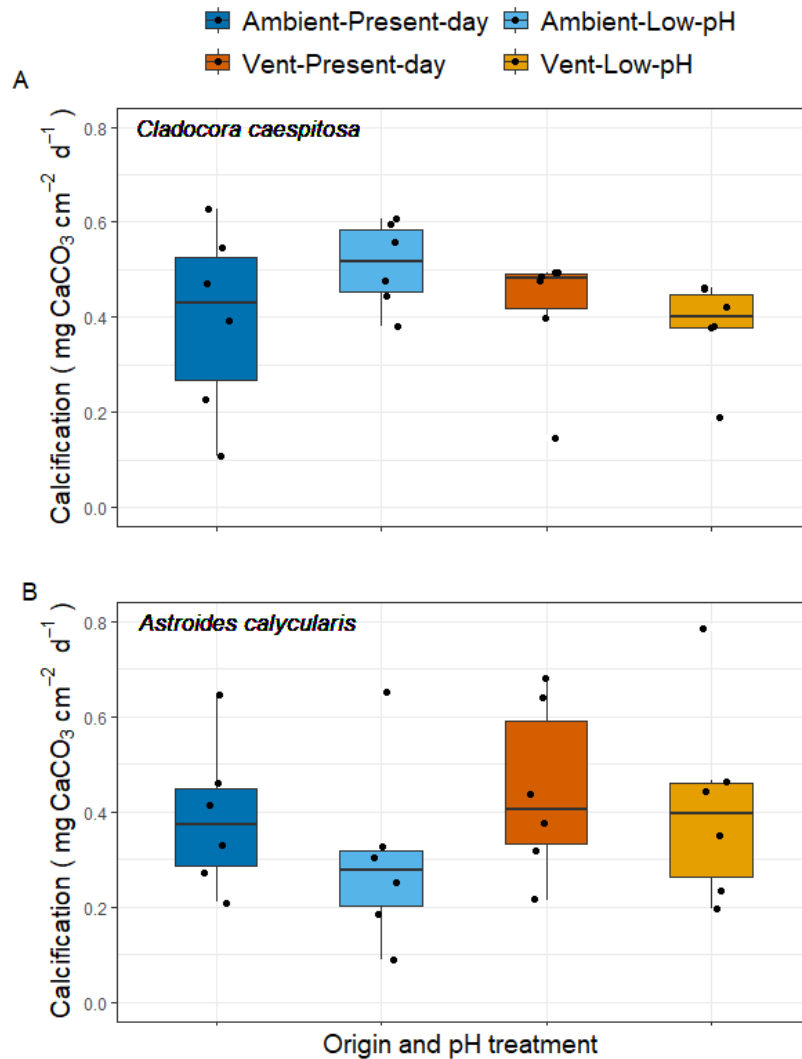 Ambient-Present-day Ambient-Low-pH
Vent-Present-day Vent-Low-pH
A
Cladocora caespitosa
0.8
0.6
0.4
0.2
0.0
Calcification ( mg CaCO₃ cm⁻² d⁻¹ )
B
Astroides calycularis
0.8
0.6
0.4
0.2
0.0
Calcification ( mg CaCO₃ cm⁻² d⁻¹ )
Origin and pH treatment